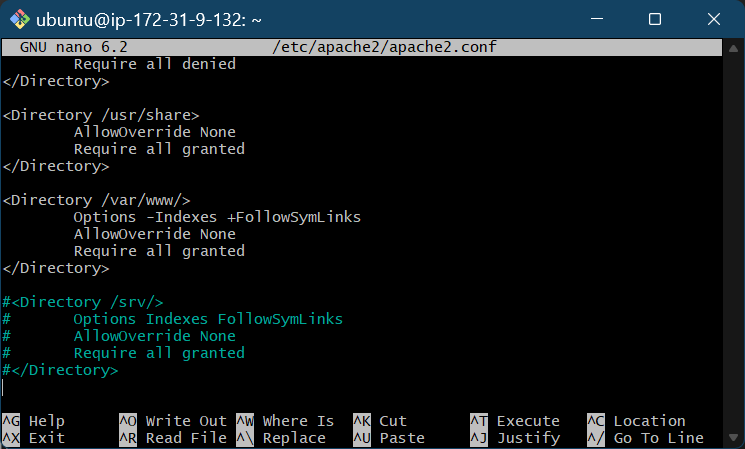 ubuntu@ip-172-31-9-132: ~
GNU nano 6.2 /etc/apache2/apache2.conf
Require all denied
</Directory>
<Directory /usr/share>
AllowOverride None
Require all granted
</Directory>
<Directory /var/www/>
Options -Indexes +FollowSymLinks
AllowOverride None
Require all granted
</Directory>
#<Directory /srv/>
# Options Indexes FollowSymLinks
# AllowOverride None
# Require all granted
#</Directory>
^G Help ^O Write Out ^W Where Is ^K Cut ^T Execute ^C Location
^X Exit ^R Read File ^\ Replace ^U Paste ^J Justify ^/ Go To Line